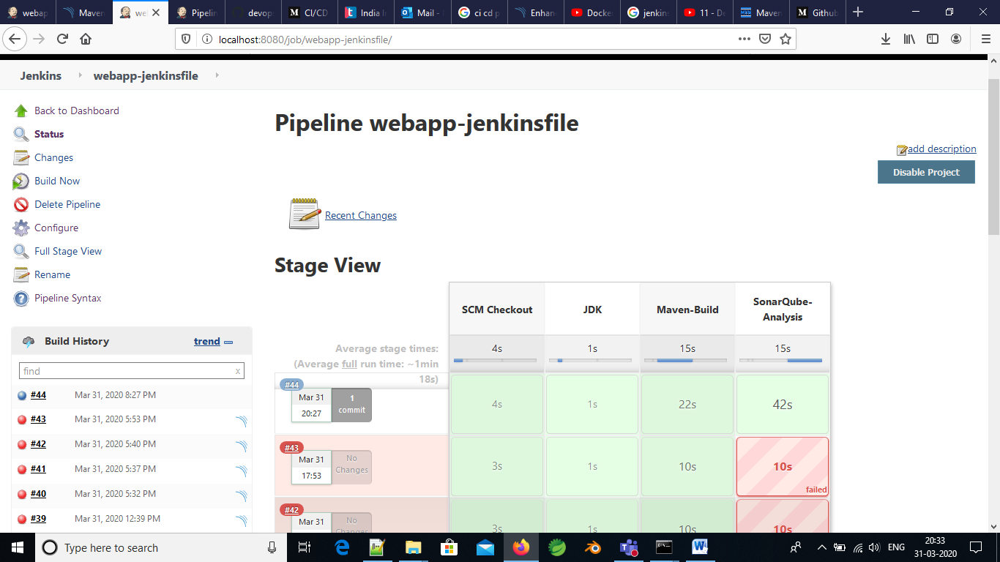 webap
Maven
we
Pipelin
devop
CI/CD
India I
Mail -
ci cd p
Enhan
Docke
jenkin
11 - De
Maven
Github
localhost:8080/job/webapp-jenkinsfile/
Jenkins
webapp-jenkinsfile
Back to Dashboard
Status
Changes
Build Now
Delete Pipeline
Configure
Full Stage View
Rename
Pipeline Syntax
Build History
trend
find
x
#44 Mar 31, 2020 8:27 PM
#43 Mar 31, 2020 5:53 PM
#42 Mar 31, 2020 5:40 PM
#41 Mar 31, 2020 5:37 PM
#40 Mar 31, 2020 5:32 PM
#39 Mar 31, 2020 12:39 PM
Pipeline webapp-jenkinsfile
add description
Disable Project
Recent Changes
Stage View
SCM Checkout
JDK
Maven-Build
SonarQube-
Analysis
Average stage times:
(Average full run time: ~1min
18s)
4s
1s
15s
15s
#44
Mar 31
20:27
1
commit
4s
1s
22s
42s
#43
Mar 31
17:53
No
Changes
3s
1s
10s
10s
failed
#42
Mar 31
No
Changes
3s
1s
10s
10s
Type here to search
ENG
20:33
31-03-2020